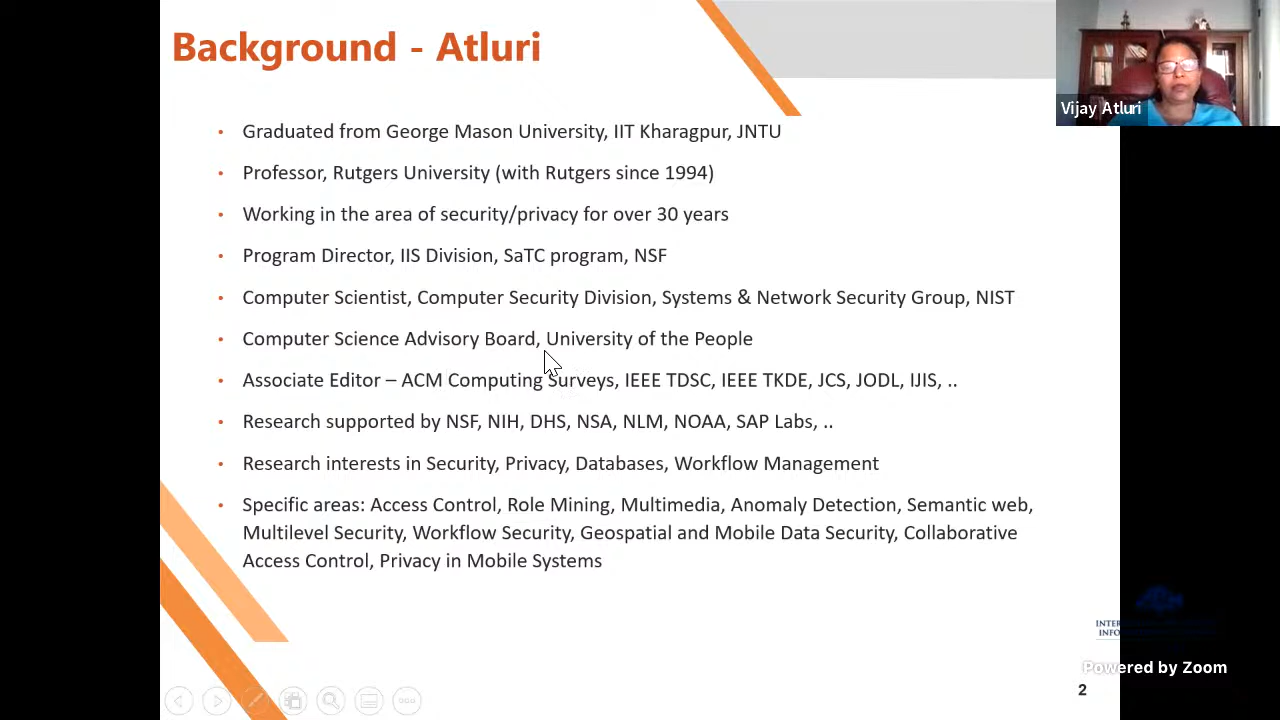 Background - Atluri
Vijay Atluri
• Graduated from George Mason University, IIT Kharagpur, JNTU
• Professor, Rutgers University (with Rutgers since 1994)
• Working in the area of security/privacy for over 30 years
• Program Director, IIS Division, SaTC program, NSF
• Computer Scientist, Computer Security Division, Systems & Network Security Group, NIST
• Computer Science Advisory Board, University of the People
• Associate Editor – ACM Computing Surveys, IEEE TDSC, IEEE TKDE, JCS, JODL, IJIS, ..
• Research supported by NSF, NIH, DHS, NSA, NLM, NOAA, SAP Labs, ..
• Research interests in Security, Privacy, Databases, Workflow Management
• Specific areas: Access Control, Role Mining, Multimedia, Anomaly Detection, Semantic web,
Multilevel Security, Workflow Security, Geospatial and Mobile Data Security, Collaborative
Access Control, Privacy in Mobile Systems
Powered by Zoom
2